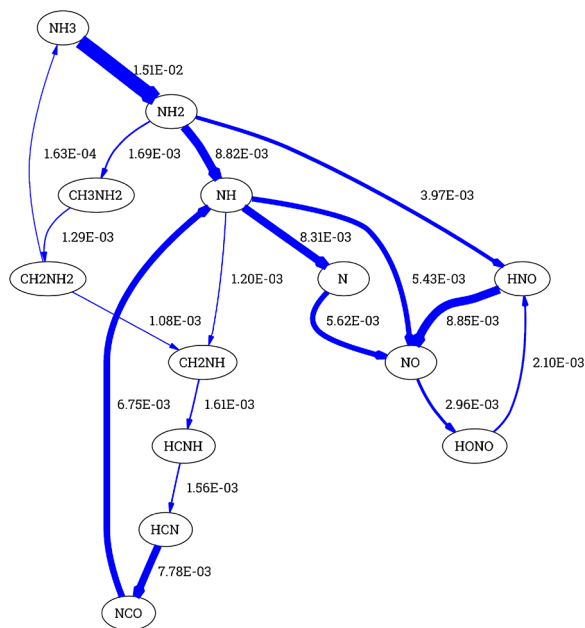 NH3
1.51E-02
NH2
1.63E-04
1.69E-03
8.82E-03
3.97E-03
CH3NH2
NH
1.29E-03
8.31E-03
CH2NH2
1.20E-03
N
5.43E-03
HNO
1.08E-03
5.62E-03
8.85E-03
CH2NH
NO
2.10E-03
6.75E-03
1.61E-03
2.96E-03
HCNH
HONO
1.56E-03
HCN
7.78E-03
NCO